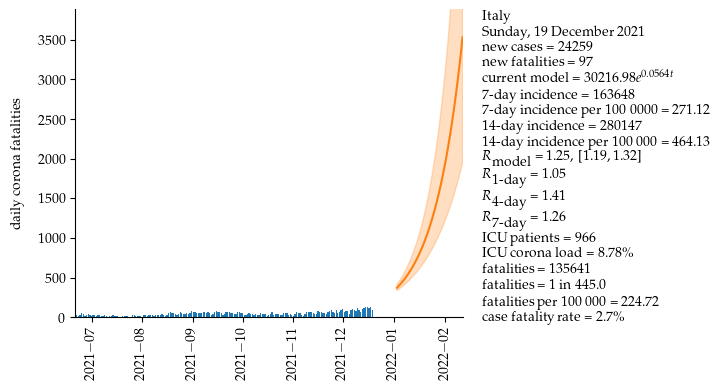 daily corona fatalities
3500
3000
2500
2000
1500
1000
500
0
2021−07
2021−08
2021−09
2021−10
2021−11
2021−12
2022−01
2022−02
Italy
Sunday, 19 December 2021
new cases = 24259
new fatalities = 97
current model = 30216.98e^0.0564t
7-day incidence = 163648
7-day incidence per 100 0000 = 271.12
14-day incidence = 280147
14-day incidence per 100 000 = 464.13
R_model = 1.25, [1.19, 1.32]
R_1-day = 1.05
R_4-day = 1.41
R_7-day = 1.26
ICU patients = 966
ICU corona load = 8.78%
fatalities = 135641
fatalities = 1 in 445.0
fatalities per 100 000 = 224.72
case fatality rate = 2.7%